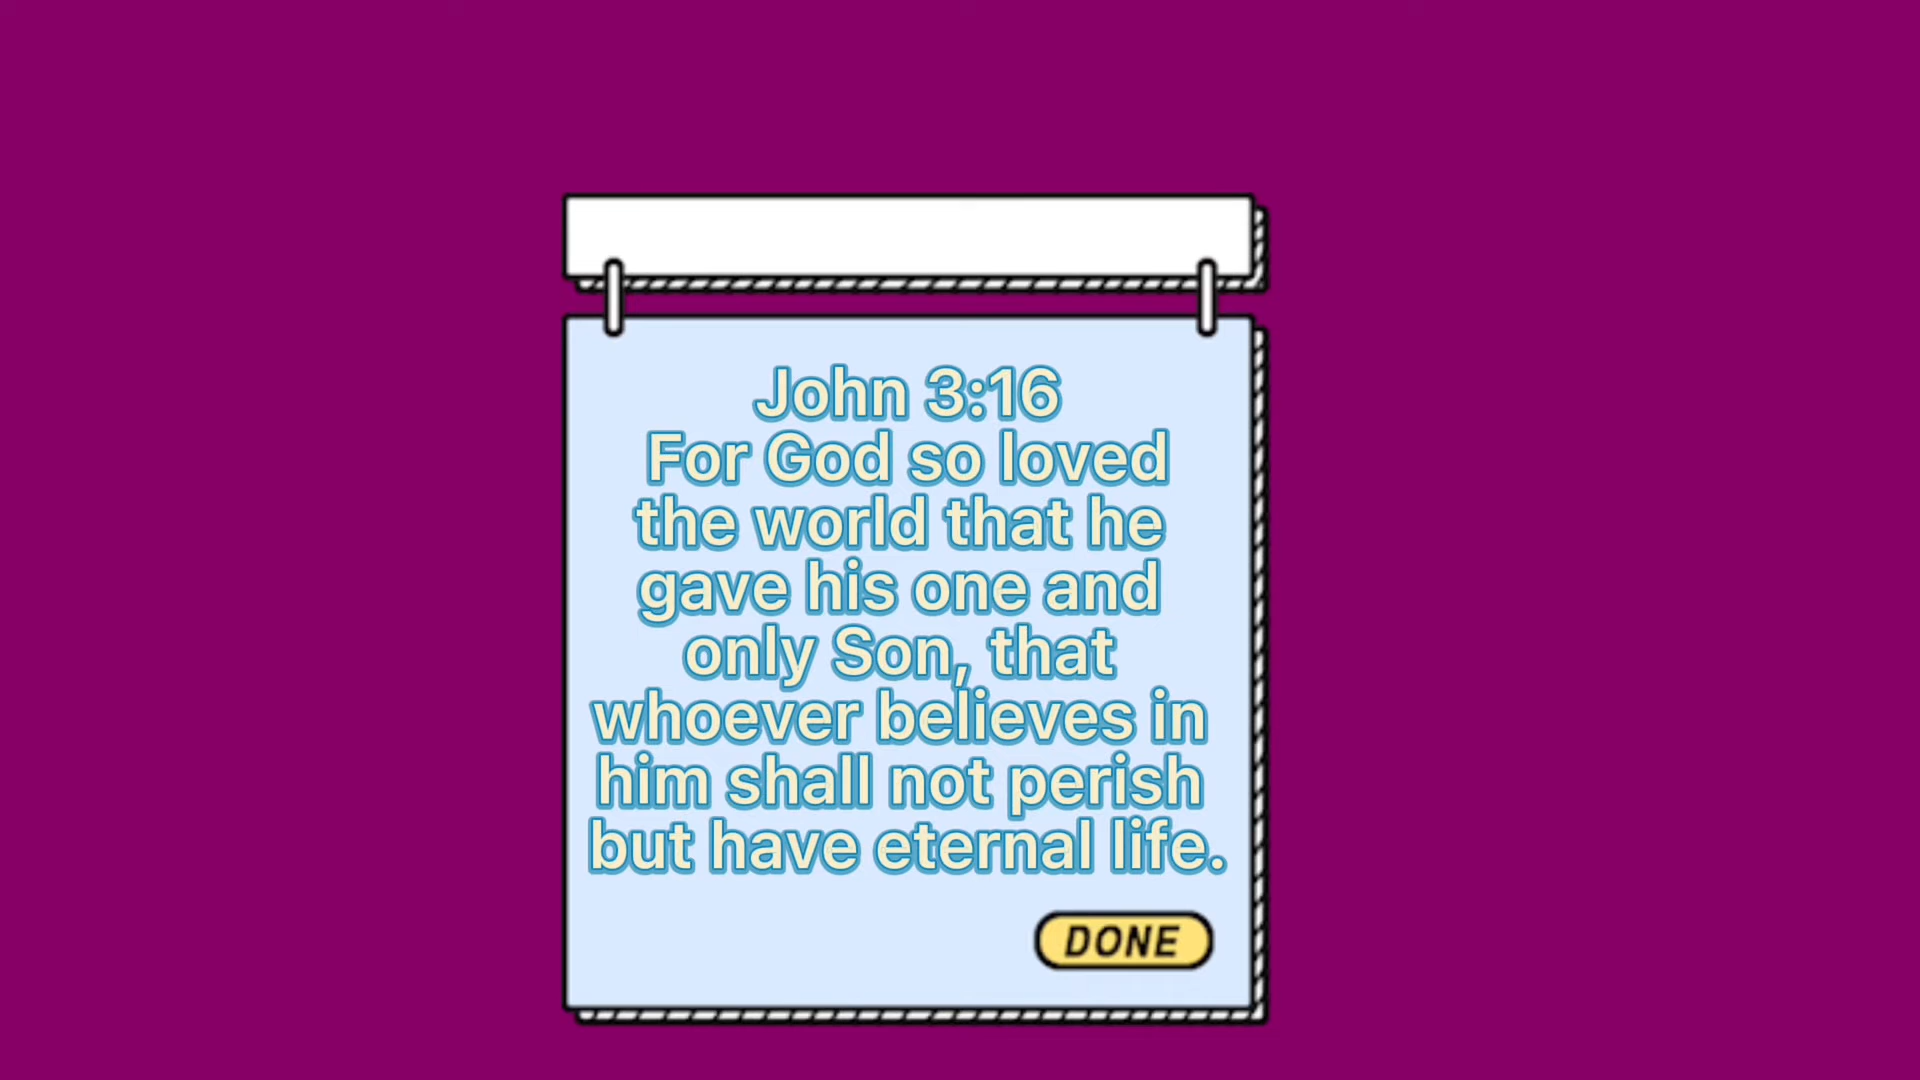 John 3:16
For God so loved
the world that he
gave his one and
only Son, that
whoever believes in
him shall not perish
but have eternal life.
DONE